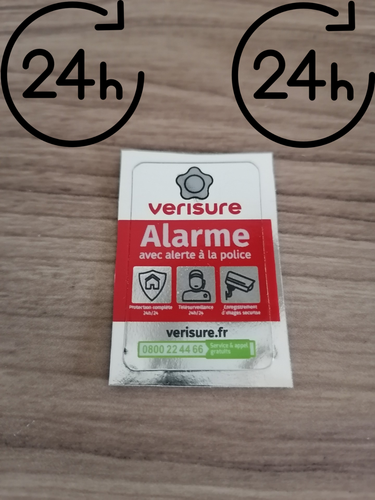 24h 24h
verisure
Alarme
avec alerte à la police
Protection complète Télésurveillance Enregistrement
24h/24 24h/24 d'images sécurisé
verisure.fr
0800 22 44 66 Service & appel
gratuits